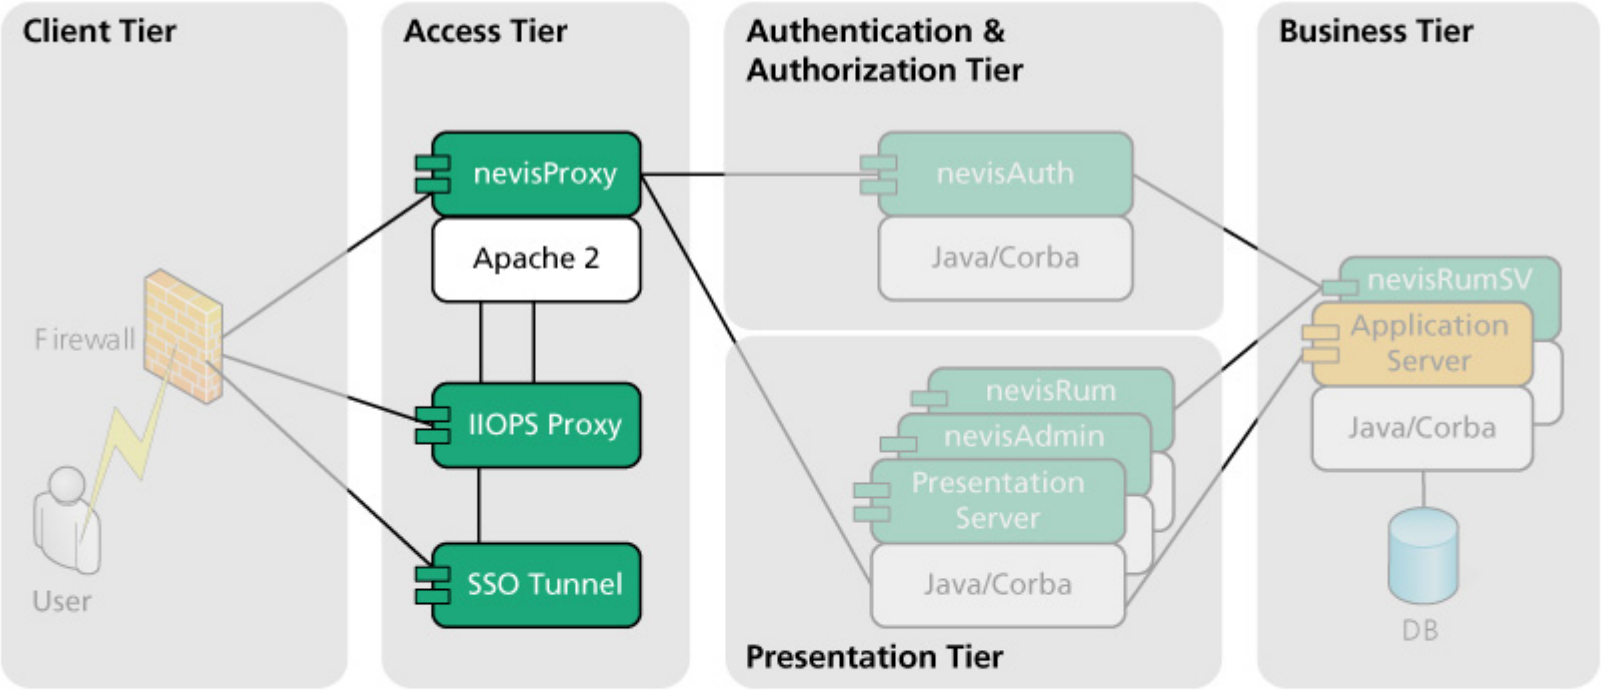 Client Tier
Firewall
User
Access Tier
nevisProxy
Apache 2
IIOPS Proxy
SSO Tunnel
Authentication &
Authorization Tier
nevisAuth
Java/Corba
nevisRum
nevisAdmin
Presentation
Server
Java/Corba
Presentation Tier
Business Tier
nevisRumSV
Application
Server
Java/Corba
DB